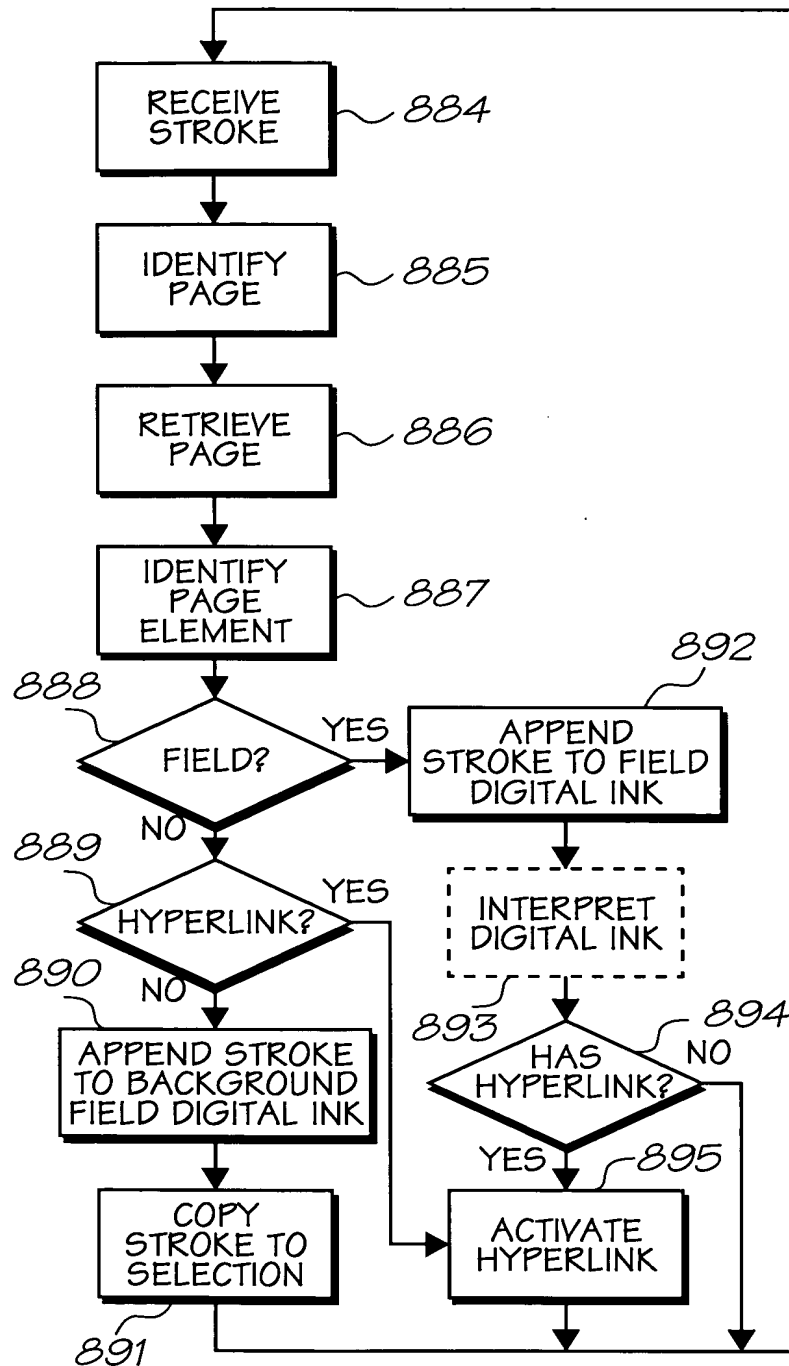 RECEIVE
STROKE
884
IDENTIFY
PAGE
885
RETRIEVE
PAGE
886
IDENTIFY
PAGE
ELEMENT
887
888
FIELD?
YES
NO
892
APPEND
STROKE TO FIELD
DIGITAL INK
889
HYPERLINK?
YES
NO
INTERPRET
DIGITAL INK
893
890
APPEND STROKE
TO BACKGROUND
FIELD DIGITAL INK
894
HAS
HYPERLINK?
NO
YES
895
COPY
STROKE TO
SELECTION
891
ACTIVATE
HYPERLINK